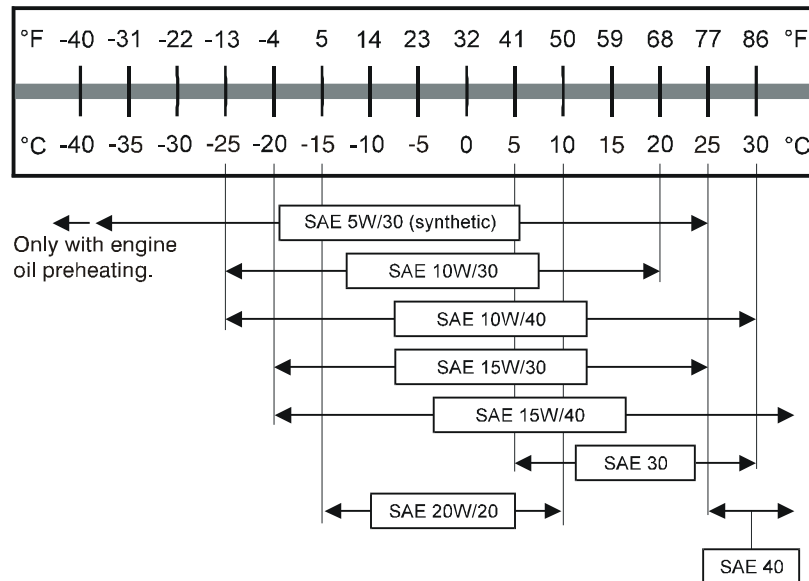 °F -40 -31 -22 -13 -4 5 14 23 32 41 50 59 68 77 86 °F
°C -40 -35 -30 -25 -20 -15 -10 -5 0 5 10 15 20 25 30 °C
SAE 5W/30 (synthetic)
Only with engine
oil preheating.
SAE 10W/30
SAE 10W/40
SAE 15W/30
SAE 15W/40
SAE 30
SAE 20W/20
SAE 40